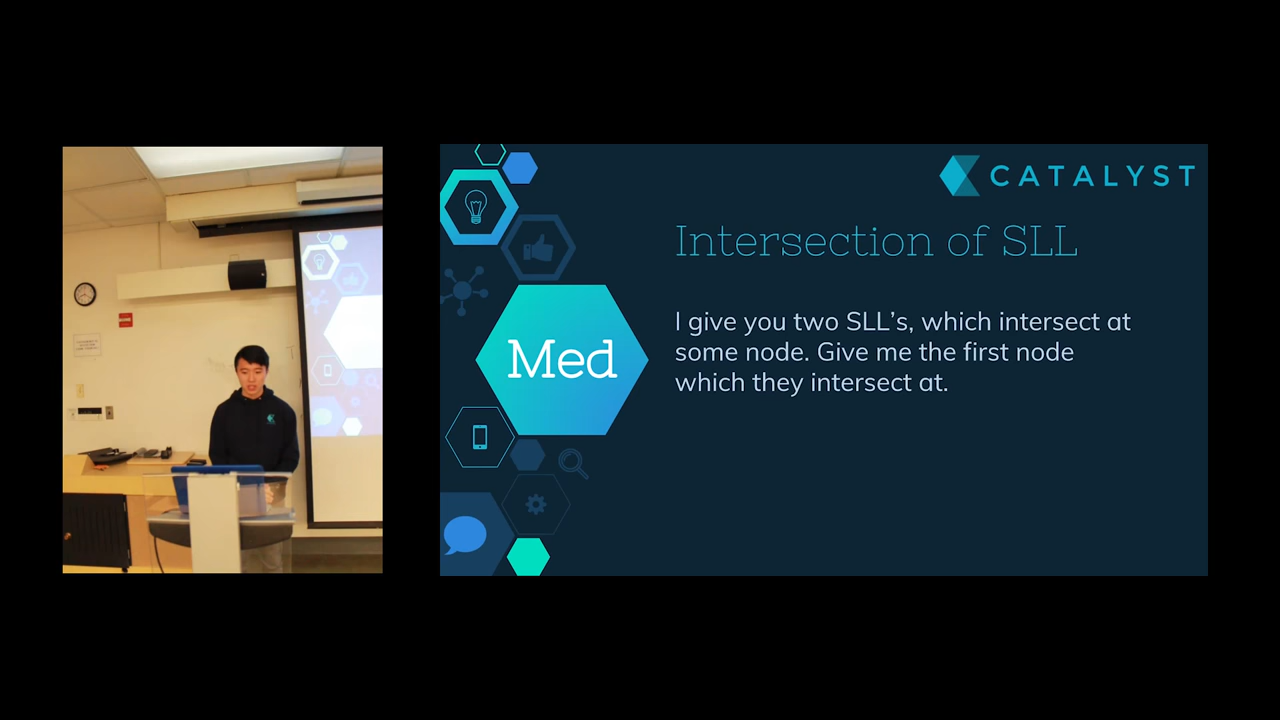 CATALYST
Intersection of SLL
Med
I give you two SLL's, which intersect at
some node. Give me the first node
which they intersect at.